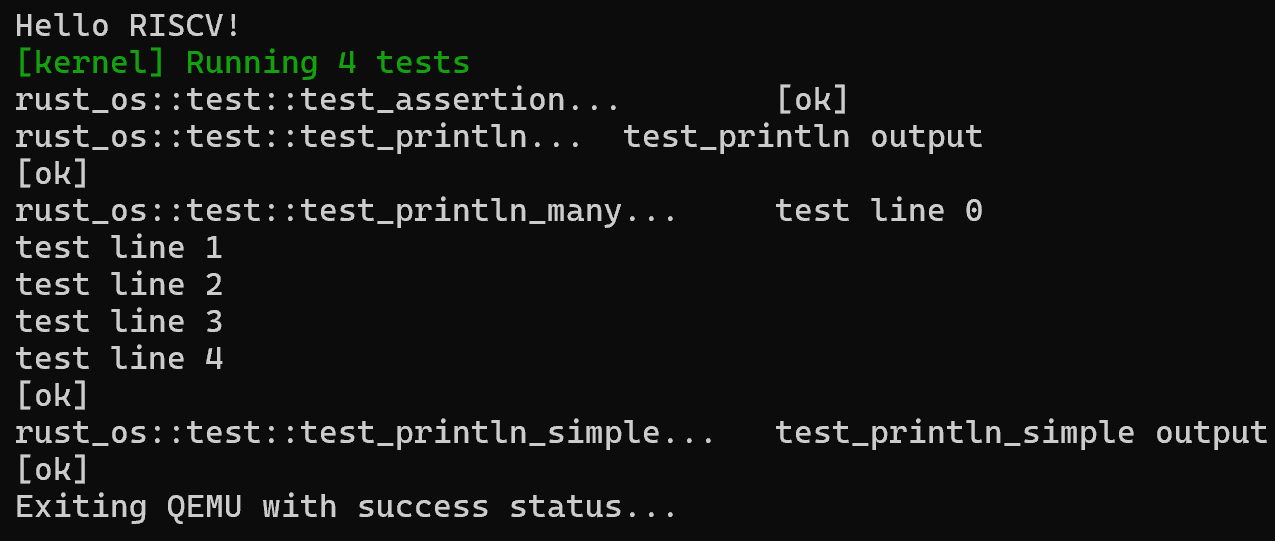 Hello RISCV!
[kernel] Running 4 tests
rust_os::test::test_assertion...        [ok]
rust_os::test::test_println...  test_println output
[ok]
rust_os::test::test_println_many...     test line 0
test line 1
test line 2
test line 3
test line 4
[ok]
rust_os::test::test_println_simple...   test_println_simple output
[ok]
Exiting QEMU with success status...